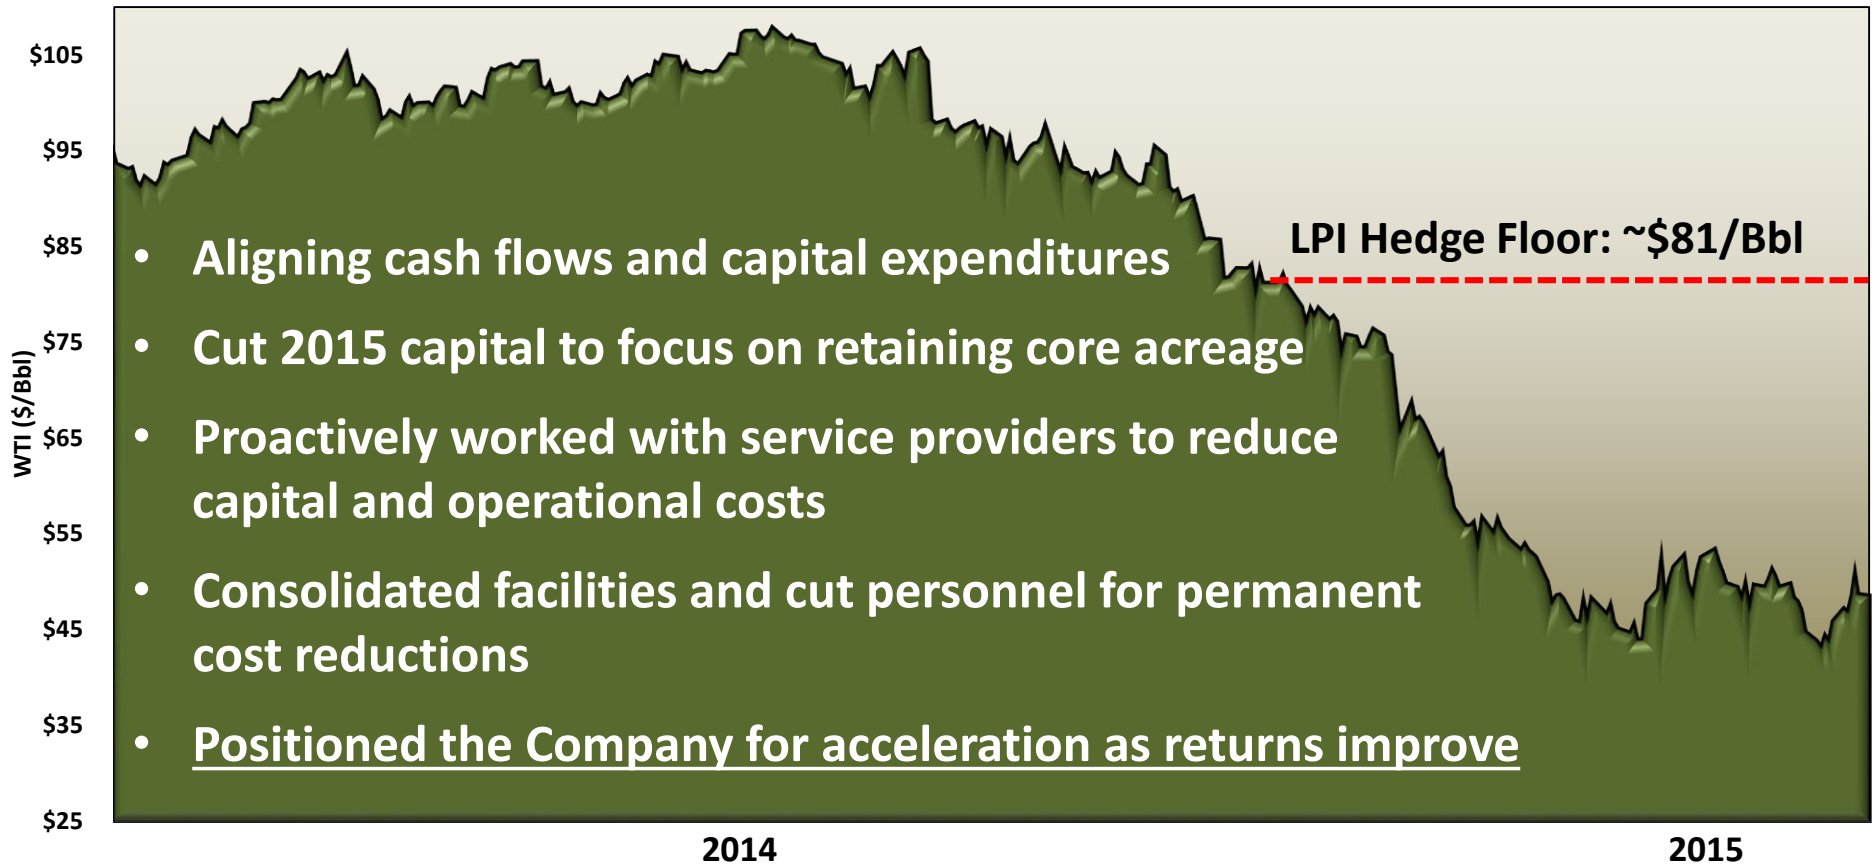 $105
$95
$85
$75
$65
$55
$45
$35
$25
WTI ($/Bbl)
LPI Hedge Floor: ~$81/Bbl
• Aligning cash flows and capital expenditures
• Cut 2015 capital to focus on retaining core acreage
• Proactively worked with service providers to reduce
capital and operational costs
• Consolidated facilities and cut personnel for permanent
cost reductions
• Positioned the Company for acceleration as returns improve
2014
2015